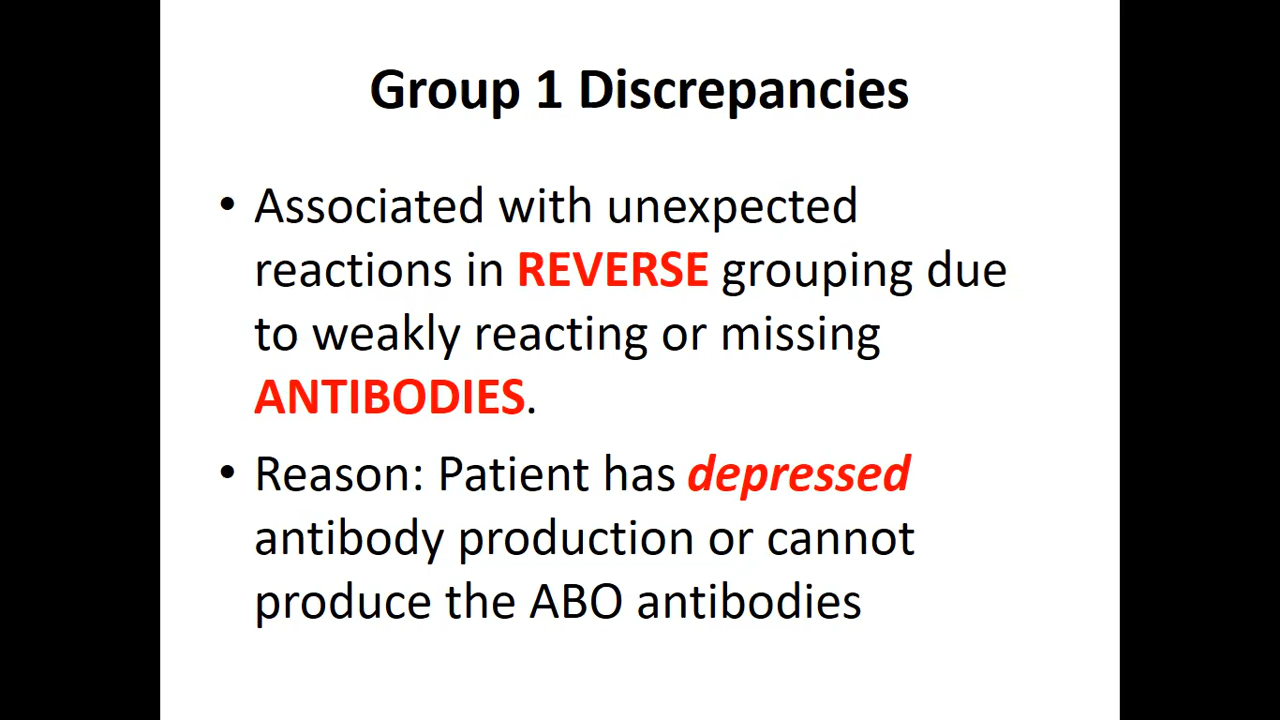 Group 1 Discrepancies
• Associated with unexpected
reactions in REVERSE grouping due
to weakly reacting or missing
ANTIBODIES.
• Reason: Patient has depressed
antibody production or cannot
produce the ABO antibodies